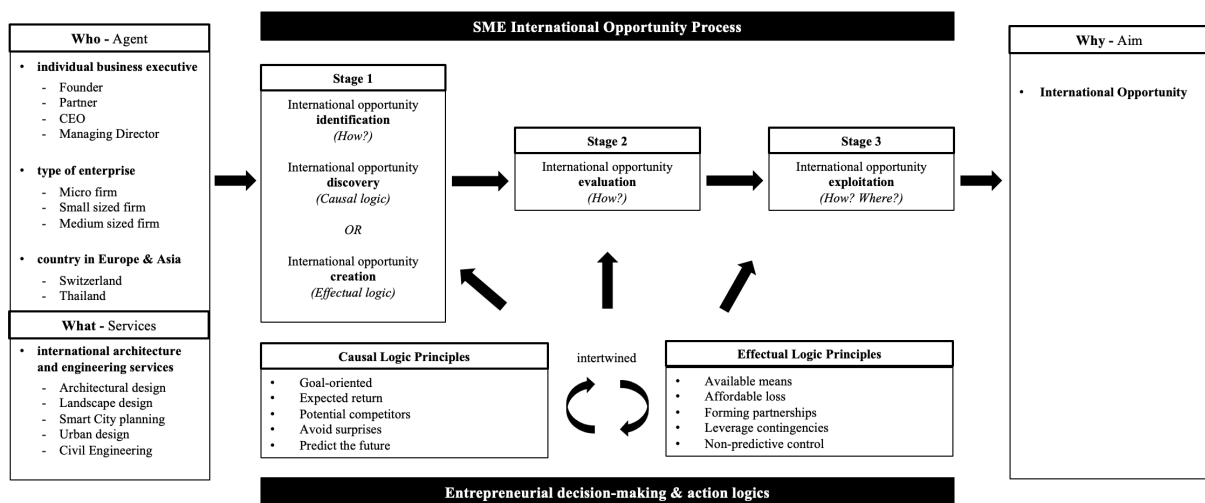 SME International Opportunity Process
Who - Agent
• individual business executive
- Founder
- Partner
- CEO
- Managing Director
• type of enterprise
- Micro firm
- Small sized firm
- Medium sized firm
• country in Europe & Asia
- Switzerland
- Thailand
What - Services
• international architecture
and engineering services
- Architectural design
- Landscape design
- Smart City planning
- Urban design
- Civil Engineering
Stage 1
International opportunity
identification
(How?)
International opportunity
discovery
(Causal logic)
OR
International opportunity
creation
(Effectual logic)
Stage 2
International opportunity
evaluation
(How?)
Stage 3
International opportunity
exploitation
(How? Where?)
Why - Aim
• International Opportunity
Causal Logic Principles
• Goal-oriented
• Expected return
• Potential competitors
• Avoid surprises
• Predict the future
intertwined
Effectual Logic Principles
• Available means
• Affordable loss
• Forming partnerships
• Leverage contingencies
• Non-predictive control
Entrepreneurial decision-making & action logics